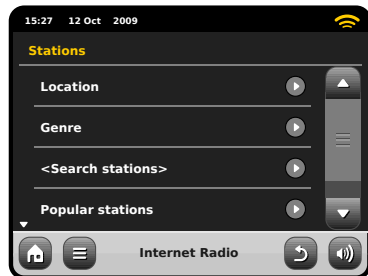 15:27 12 Oct 2009
Stations
Location
Genre
<Search stations>
Popular stations
Internet Radio